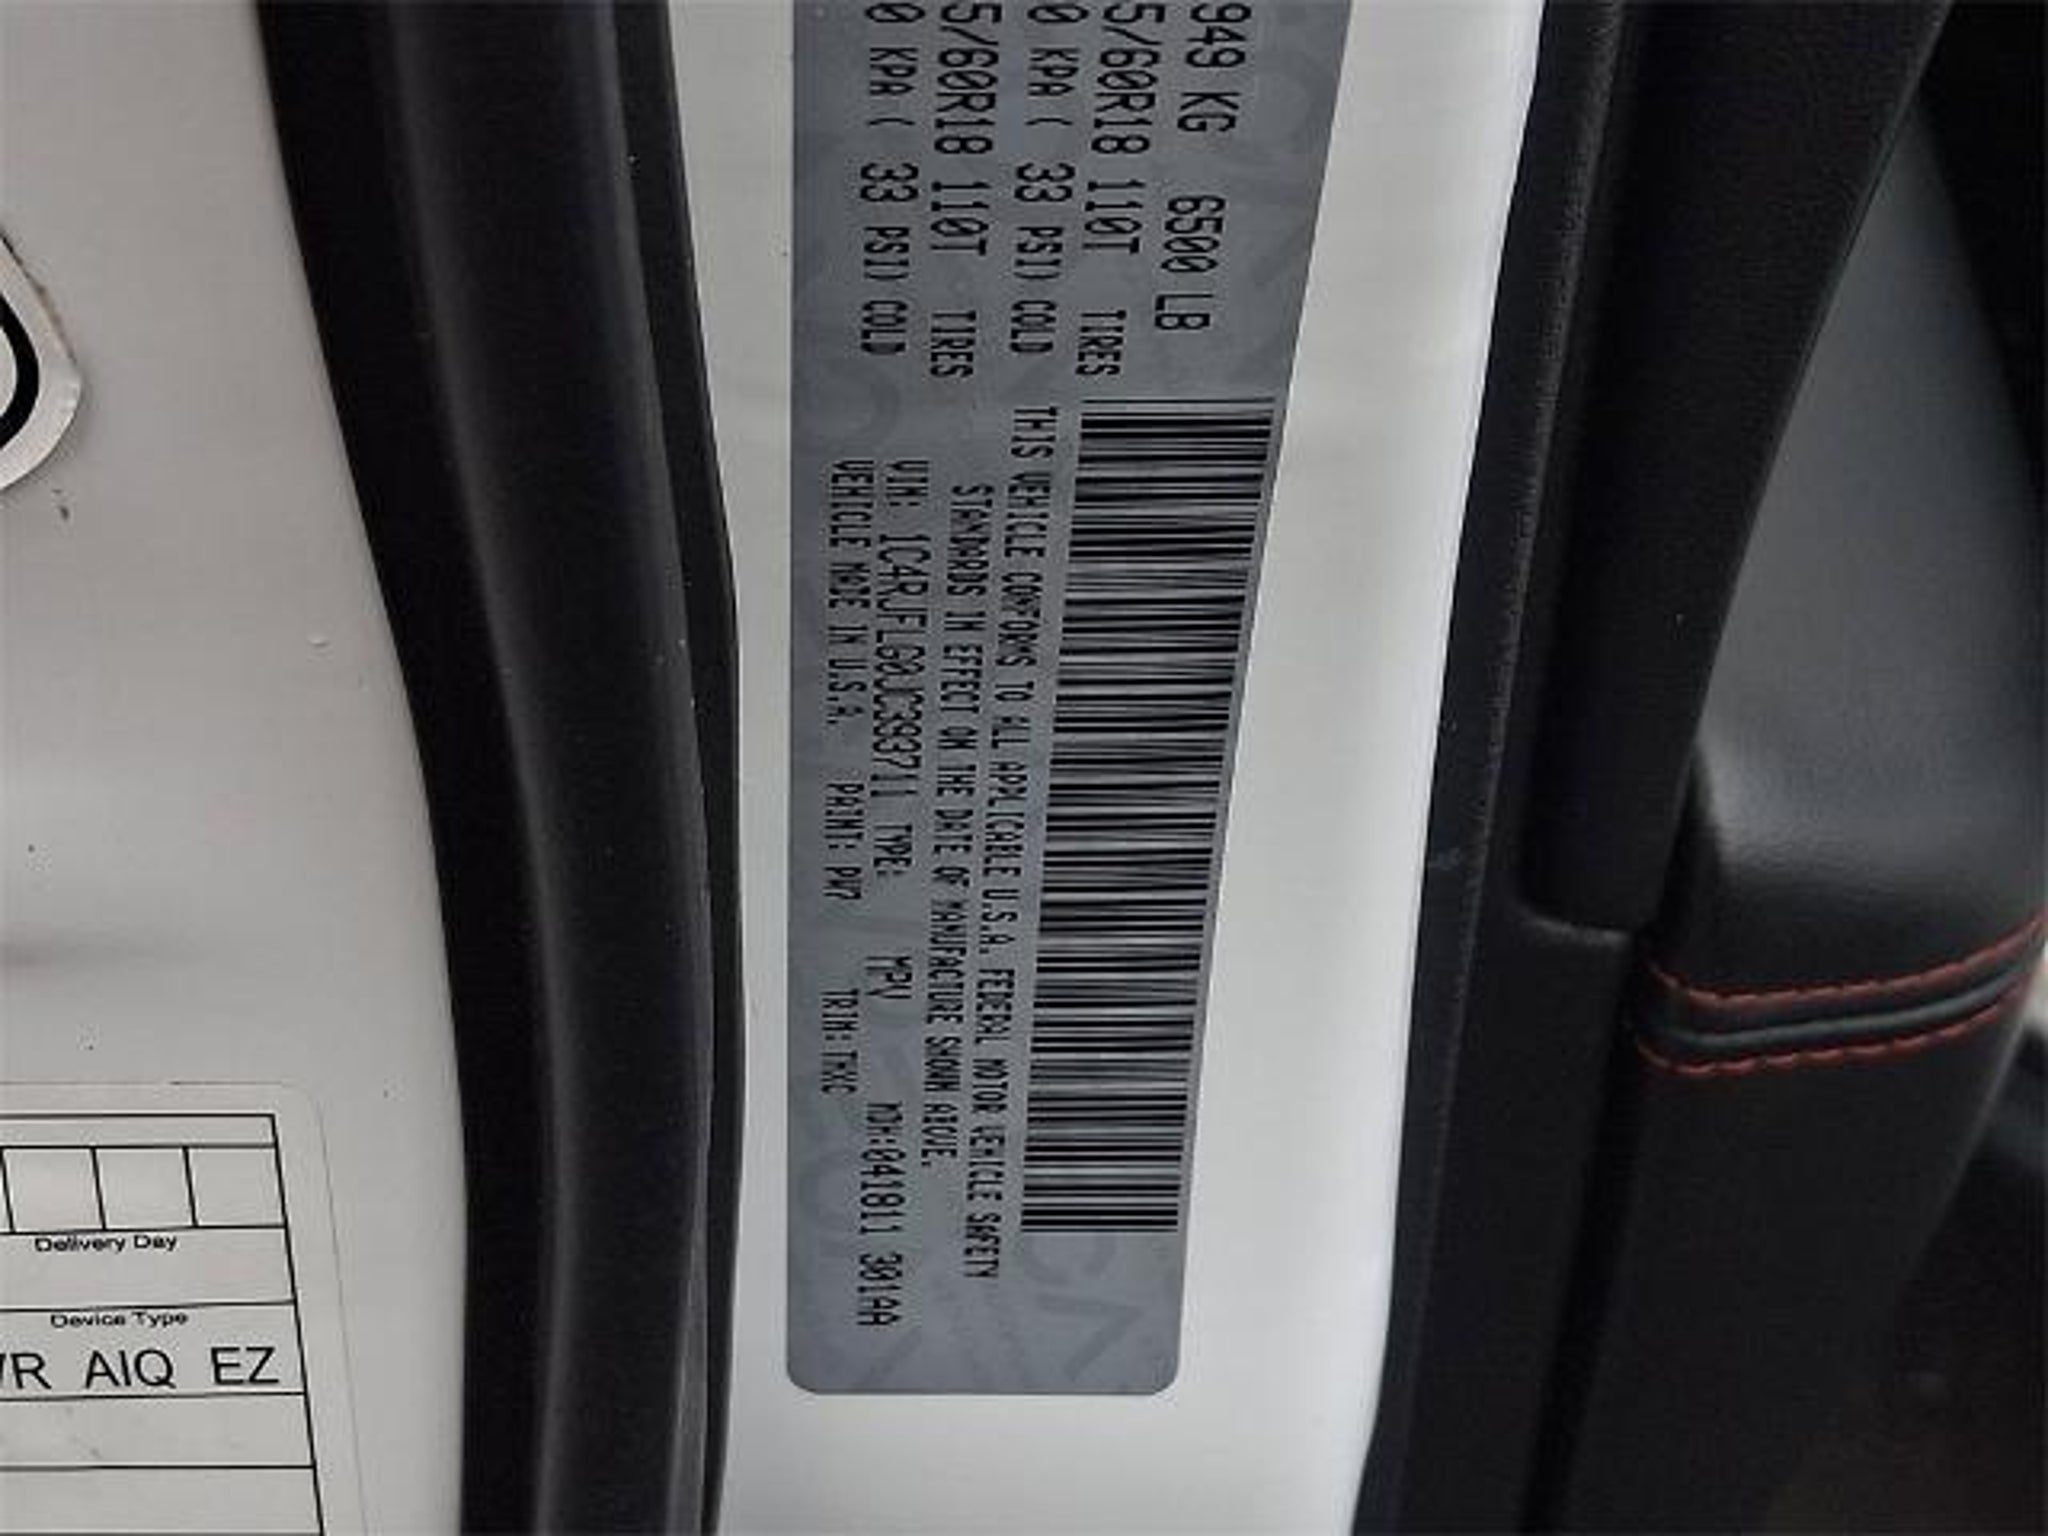 949 KG 6500 LB
5/60R18 110T TIRES
0 KPA ( 33 PSI) COLD
5/60R18 110T TIRES
0 KPA ( 33 PSI) COLD
THIS VEHICLE CONFORMS TO ALL APPLICABLE U.S.A. FEDERAL MOTOR VEHICLE SAFETY
STANDARDS IN EFFECT ON THE DATE OF MANUFACTURE SHOWN ABOVE.
VIN: 1C4RJFLG0JC393711 TYPE: MPV MDH:041811 301AA
VEHICLE MADE IN U.S.A. PAINT: PW7 TRIM: THXC
Delivery Day
Device Type
AIQ EZ